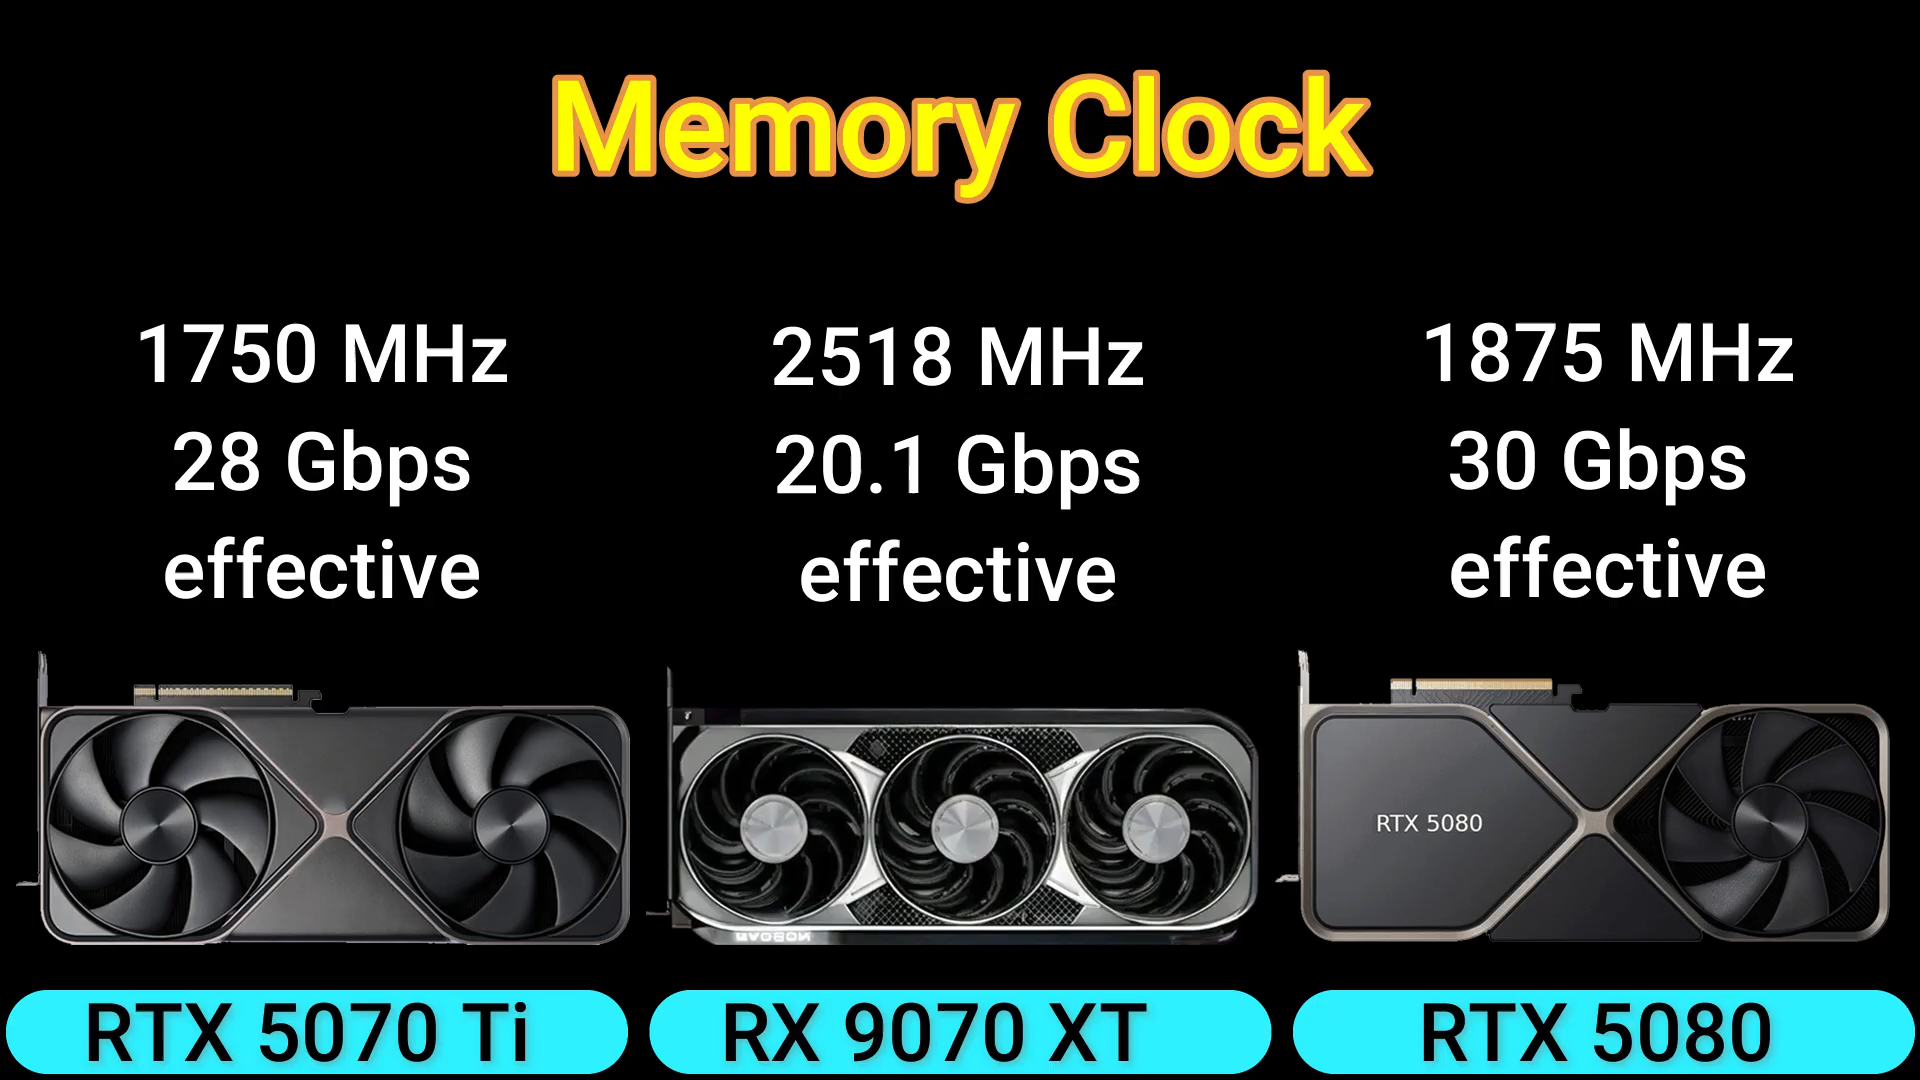 Memory Clock
1750 MHz
28 Gbps
effective
2518 MHz
20.1 Gbps
effective
1875 MHz
30 Gbps
effective
RTX 5080
RADEON
RTX 5070 Ti
RX 9070 XT
RTX 5080